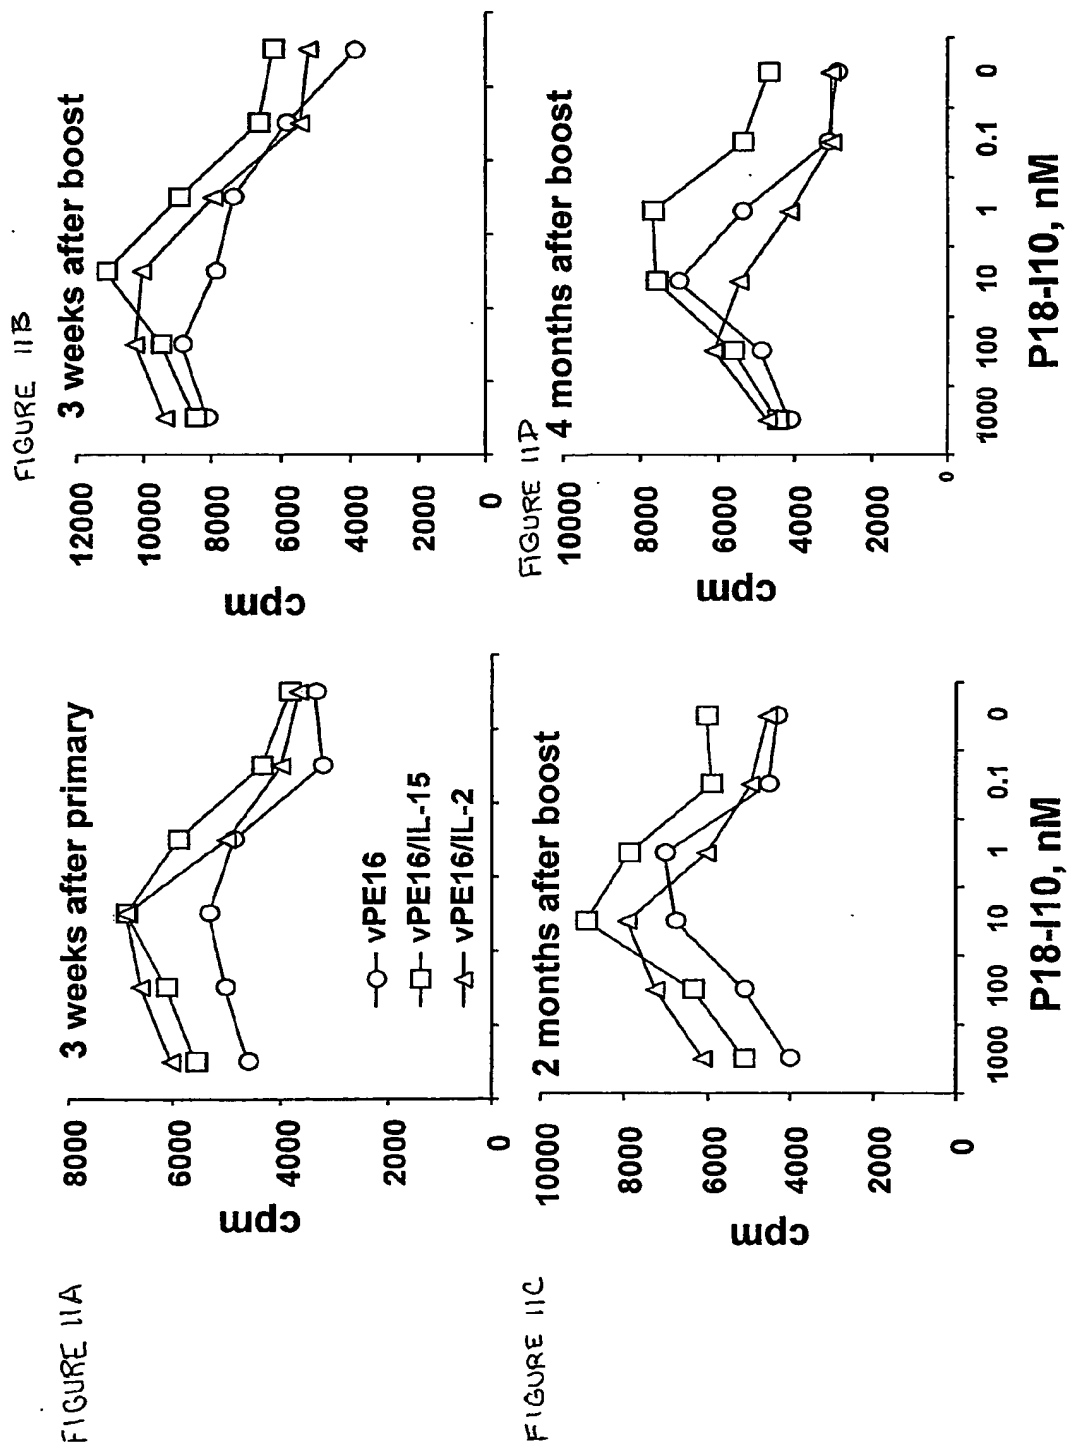 FIGURE 11A
3 weeks after primary
8000
6000
4000
2000
0
cpm
vPE16
vPE16/IL-15
vPE16/IL-2
FIGURE 11B
3 weeks after boost
12000
10000
8000
6000
4000
2000
0
cpm
FIGURE 11C
2 months after boost
10000
8000
6000
4000
2000
0
cpm
1000 100 10 1 0.1 0
P18-I10, nM
FIGURE 11D
4 months after boost
10000
8000
6000
4000
2000
0
cpm
1000 100 10 1 0.1 0
P18-I10, nM